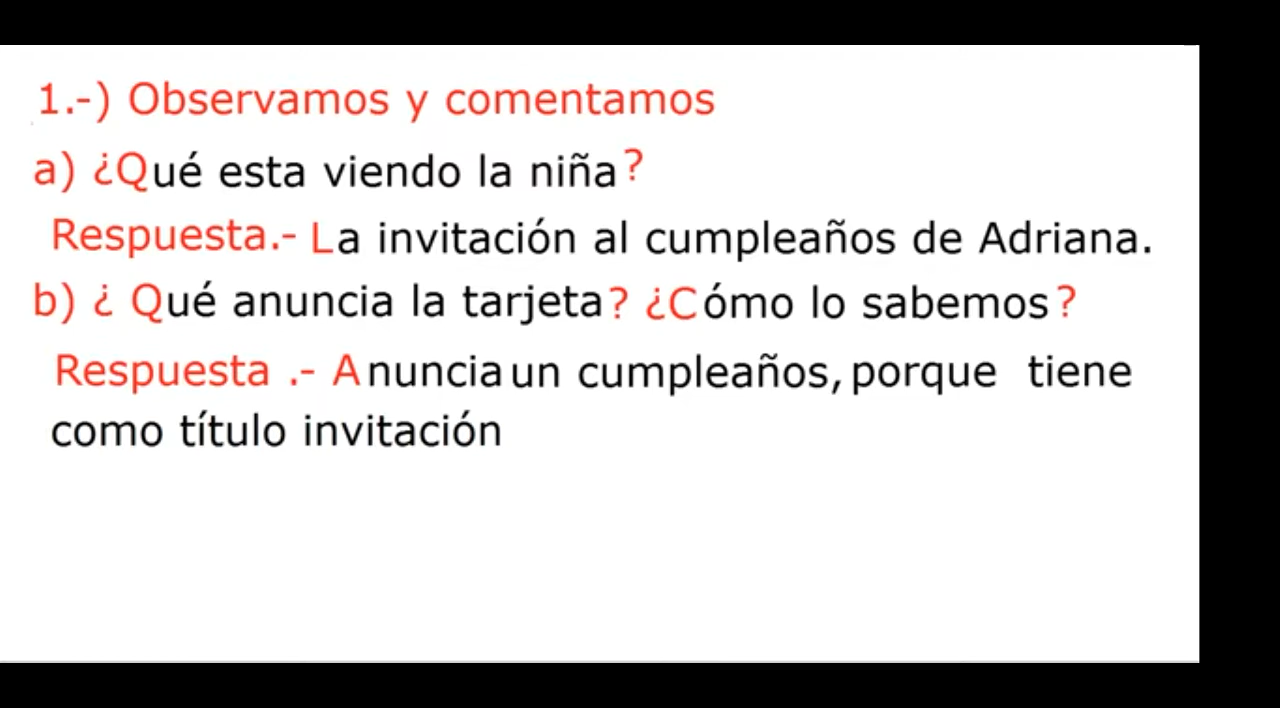 1.-) Observamos y comentamos
a) ¿Qué esta viendo la niña?
Respuesta.- La invitación al cumpleaños de Adriana.
b) ¿ Qué anuncia la tarjeta? ¿Cómo lo sabemos?
Respuesta .- Anuncia un cumpleaños, porque tiene
como título invitación